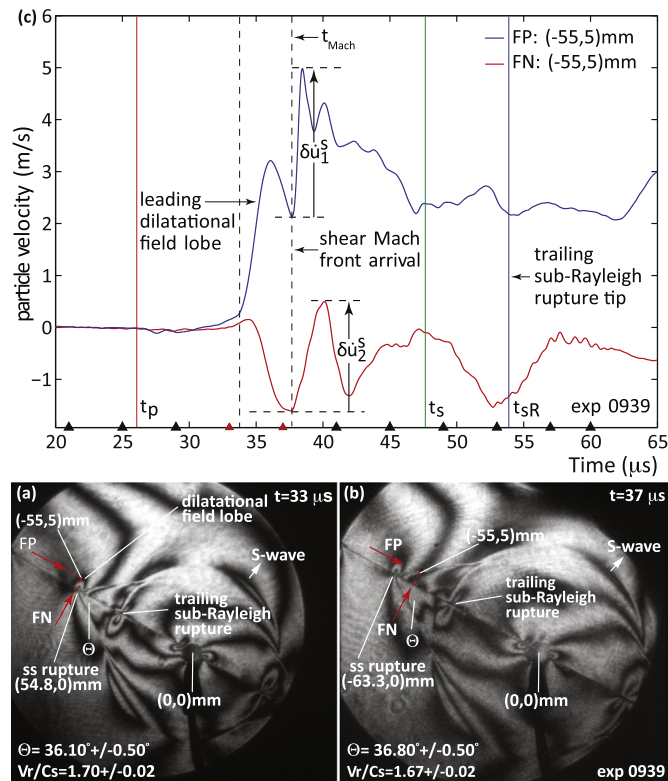 (c)
t_Mach
FP: (-55,5)mm
FN: (-55,5)mm
particle velocity (m/s)
5
4
3
2
1
0
−1
δu̇₁ˢ
leading
dilatational
field lobe
shear Mach
front arrival
trailing
sub-Rayleigh
rupture tip
δu̇₂ˢ
tp
ts
tsR
exp 0939
20
25
30
35
40
45
50
55
60
65
Time (μs)
(a)
t=33 μs
dilatational
field lobe
(-55,5)mm
FP
S-wave
trailing
sub-Rayleigh
rupture
FN
Θ
ss rupture
(54.8,0)mm
(0,0)mm
Θ= 36.10°+/-0.50°
Vr/Cs=1.70+/-0.02
(b)
t=37 μs
(-55,5)mm
FP
S-wave
trailing
sub-Rayleigh
rupture
FN
Θ
ss rupture
(-63.3,0)mm
(0,0)mm
Θ= 36.80°+/-0.50°
Vr/Cs=1.67+/-0.02
exp 0939